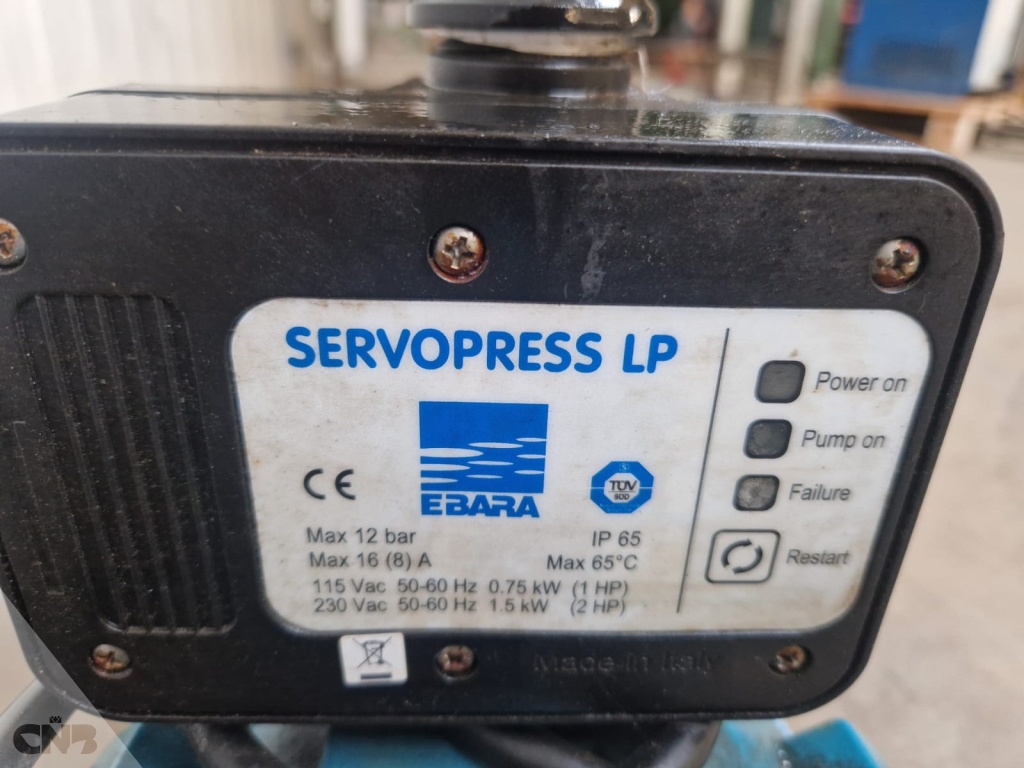 SERVOPRESS LP
EBARA
CE
TÜV
SÜD
Max 12 bar
IP 65
Max 16 (8) A
Max 65°C
115 Vac 50-60 Hz 0.75 kW (1 HP)
230 Vac 50-60 Hz 1.5 kW (2 HP)
Power on
Pump on
Failure
Restart
Made in Italy
CNB